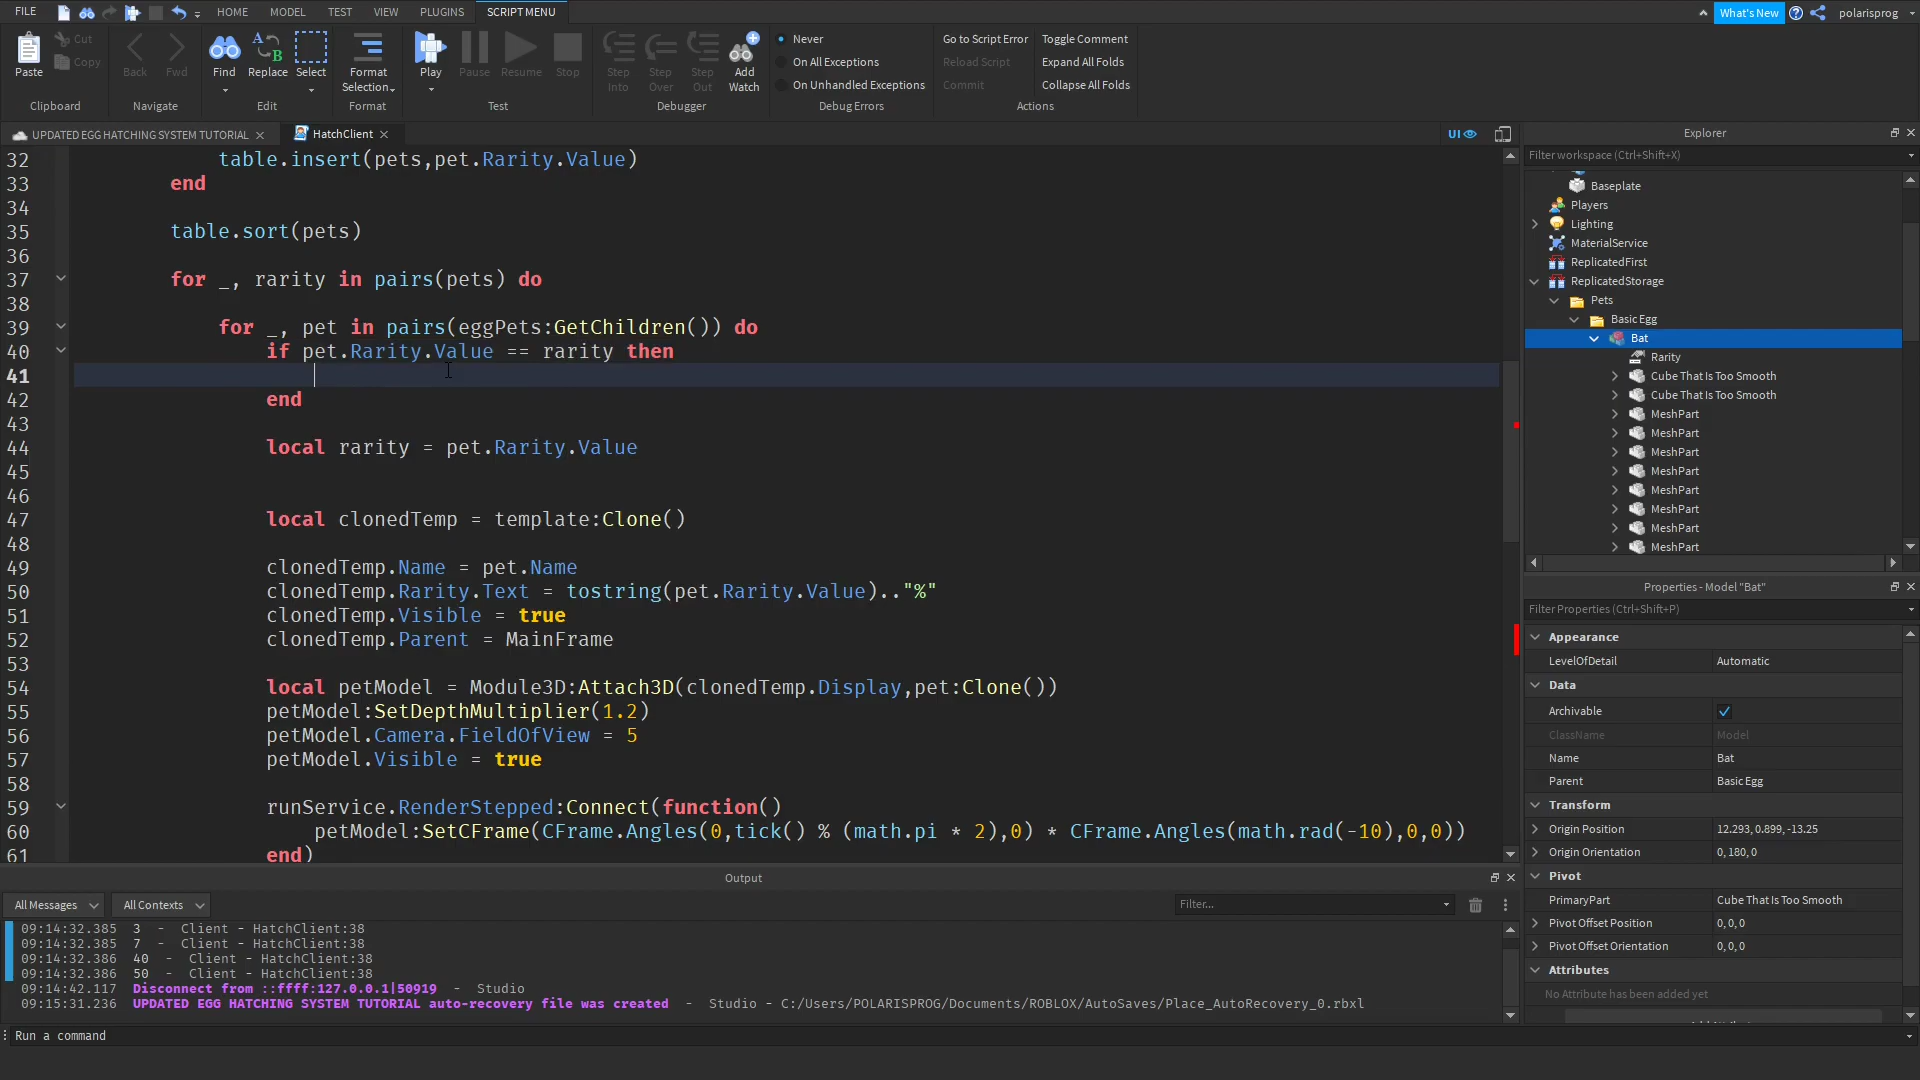 FILE HOME MODEL TEST VIEW PLUGINS SCRIPT MENU What's New polarisprog
Paste Cut Copy Back Fwd Find Replace Select Format Selection Play Pause Resume Stop Step Into Step Over Step Out Add Watch
Never
On All Exceptions
On Unhandled Exceptions
Go to Script Error Toggle Comment
Reload Script Expand All Folds
Commit Collapse All Folds
Clipboard Navigate Edit Format Test Debugger Debug Errors Actions
UPDATED EGG HATCHING SYSTEM TUTORIAL HatchClient UI
32 table.insert(pets,pet.Rarity.Value)
33 end
34
35 table.sort(pets)
36
37 for _, rarity in pairs(pets) do
38
39 for _, pet in pairs(eggPets:GetChildren()) do
40 if pet.Rarity.Value == rarity then
41
42 end
43
44 local rarity = pet.Rarity.Value
45
46
47 local clonedTemp = template:Clone()
48
49 clonedTemp.Name = pet.Name
50 clonedTemp.Rarity.Text = tostring(pet.Rarity.Value).."%"
51 clonedTemp.Visible = true
52 clonedTemp.Parent = MainFrame
53
54 local petModel = Module3D:Attach3D(clonedTemp.Display,pet:Clone())
55 petModel:SetDepthMultiplier(1.2)
56 petModel.Camera.FieldOfView = 5
57 petModel.Visible = true
58
59 runService.RenderStepped:Connect(function()
60 petModel:SetCFrame(CFrame.Angles(0,tick() % (math.pi * 2),0) * CFrame.Angles(math.rad(-10),0,0))
61 end)
Explorer
Filter workspace (Ctrl+Shift+X)
Baseplate
Players
Lighting
MaterialService
ReplicatedFirst
ReplicatedStorage
Pets
Basic Egg
Bat
Rarity
Cube That Is Too Smooth
Cube That Is Too Smooth
MeshPart
MeshPart
MeshPart
MeshPart
MeshPart
MeshPart
MeshPart
MeshPart
Properties - Model "Bat"
Filter Properties (Ctrl+Shift+P)
Appearance
LevelOfDetail Automatic
Data
Archivable
ClassName Model
Name Bat
Parent Basic Egg
Transform
Origin Position 12.293, 0.899, -13.25
Origin Orientation 0, 180, 0
Pivot
PrimaryPart Cube That Is Too Smooth
Pivot Offset Position 0, 0, 0
Pivot Offset Orientation 0, 0, 0
Attributes
No Attribute has been added yet
Output
All Messages All Contexts Filter...
09:14:32.385 3 - Client - HatchClient:38
09:14:32.385 7 - Client - HatchClient:38
09:14:32.386 40 - Client - HatchClient:38
09:14:32.386 50 - Client - HatchClient:38
09:14:42.117 Disconnect from ::ffff:127.0.0.1|50919 - Studio
09:15:31.236 UPDATED EGG HATCHING SYSTEM TUTORIAL auto-recovery file was created - Studio - C:/Users/POLARISPROG/Documents/ROBLOX/AutoSaves/Place_AutoRecovery_0.rbxl
Run a command